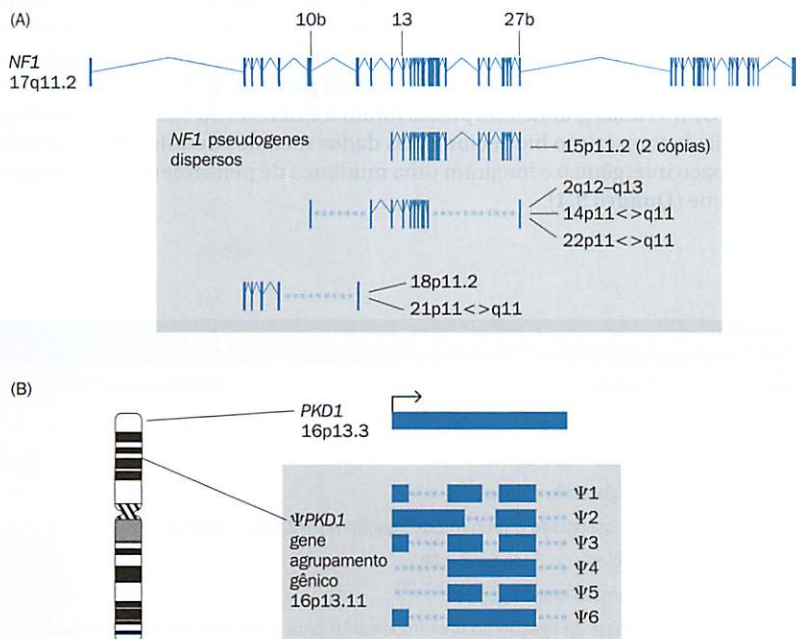 (A)
10b 13 27b
NF1
17q11.2
NF1 pseudogenes
dispersos
15p11.2 (2 cópias)
2q12–q13
14p11<>q11
22p11<>q11
18p11.2
21p11<>q11
(B)
PKD1
16p13.3
ΨPKD1
gene
agrupamento
gênico
16p13.11
Ψ1
Ψ2
Ψ3
Ψ4
Ψ5
Ψ6